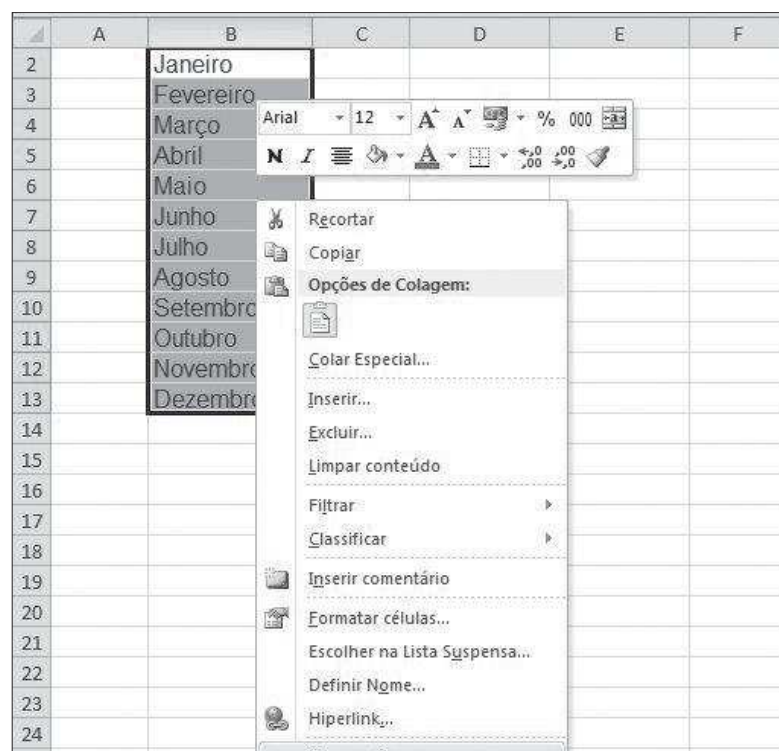 A B C D E F
2 Janeiro
3 Fevereiro
4 Março
5 Abril
6 Maio
7 Junho
8 Julho
9 Agosto
10 Setembro
11 Outubro
12 Novembro
13 Dezembro
14
15
16
17
18
19
20
21
22
23
24
Arial 12 A A % 000
N I A ,00 ,00
Recortar
Copiar
Opções de Colagem:
Colar Especial...
Inserir...
Excluir...
Limpar conteúdo
Filtrar
Classificar
Inserir comentário
Formatar células...
Escolher na Lista Suspensa...
Definir Nome...
Hiperlink...